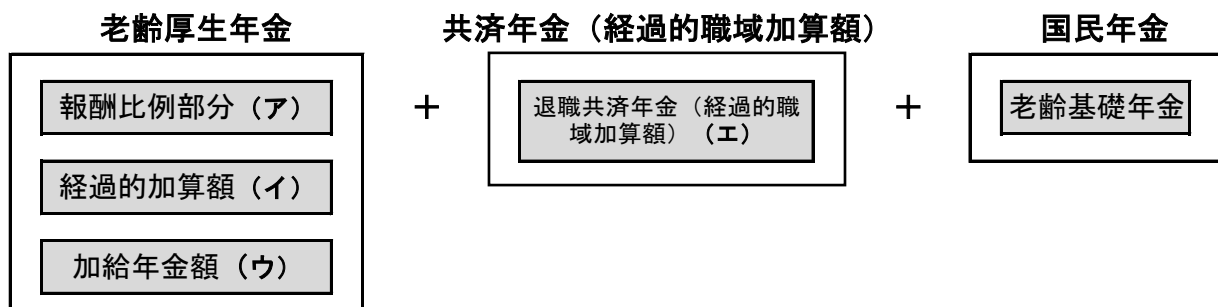 老齢厚生年金
報酬比例部分（ア）
経過的加算額（イ）
加給年金額（ウ）
＋
共済年金（経過的職域加算額）
退職共済年金（経過的職
域加算額）（エ）
＋
国民年金
老齢基礎年金